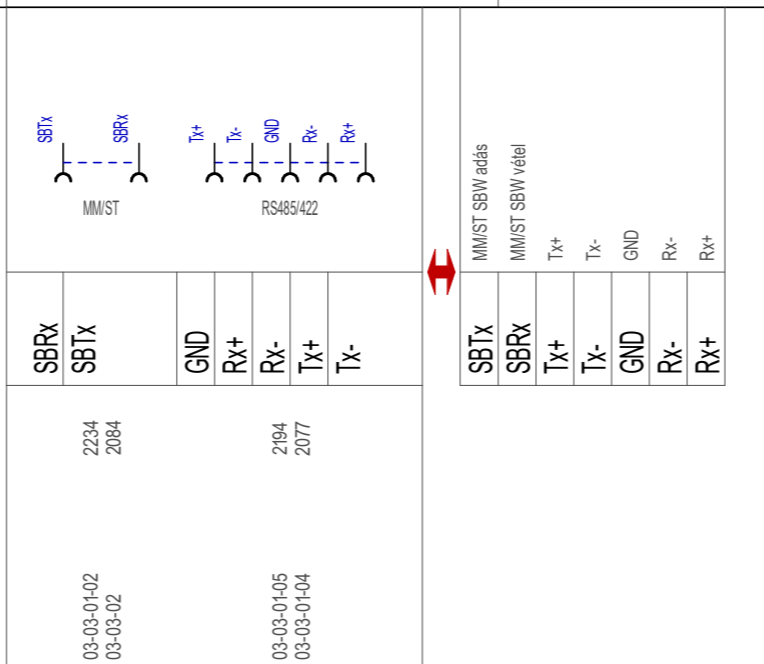 SBTx
SBRx
Tx+
Tx-
GND
Rx-
Rx+
MM/ST
RS485/422
MM/ST SBW adás
MM/ST SBW vétel
Tx+
Tx-
GND
Rx-
Rx+
SBRx
SBTx
GND
Rx+
Rx-
Tx+
Tx-
SBTx
SBRx
Tx+
Tx-
GND
Rx-
Rx+
2234
2084
2194
2077
03-03-01-02
03-03-02
03-03-01-05
03-03-01-04